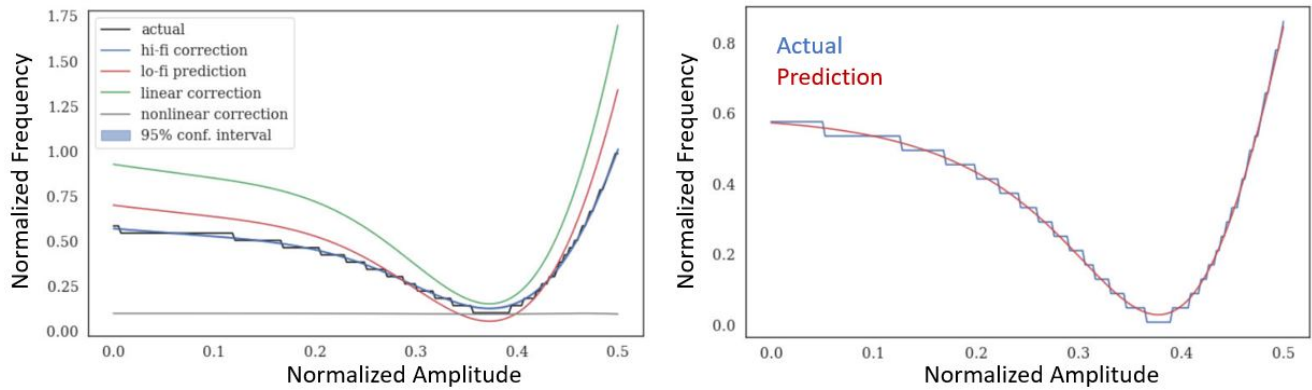 1.75
1.50
1.25
1.00
0.75
0.50
0.25
0.00
Normalized Frequency
actual
hi-fi correction
lo-fi prediction
linear correction
nonlinear correction
95% conf. interval
0.0 0.1 0.2 0.3 0.4 0.5
Normalized Amplitude
0.8
0.6
0.4
0.2
0.0
Normalized Frequency
Actual
Prediction
0.0 0.1 0.2 0.3 0.4 0.5
Normalized Amplitude